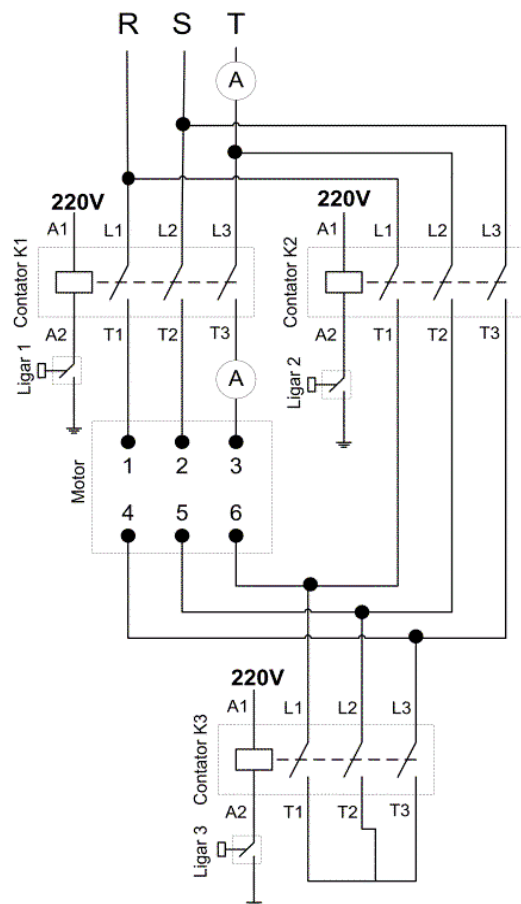 R S T
A
220V
220V
A1 L1 L2 L3
A1 L1 L2 L3
Contator K1
Contator K2
A2 T1 T2 T3
A2 T1 T2 T3
Ligar 1
Ligar 2
A
Motor
1 2 3
4 5 6
220V
A1 L1 L2 L3
Contator K3
A2 T1 T2 T3
Ligar 3